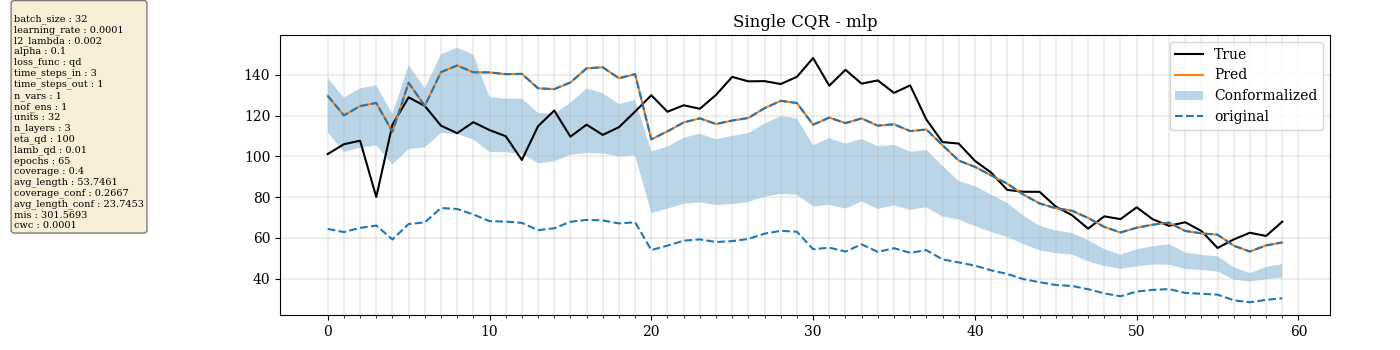 batch_size : 32
learning_rate : 0.0001
l2_lambda : 0.002
alpha : 0.1
loss_func : qd
time_steps_in : 3
time_steps_out : 1
n_vars : 1
nof_ens : 1
units : 32
n_layers : 3
eta_qd : 100
lamb_qd : 0.01
epochs : 65
coverage : 0.4
avg_length : 53.7461
coverage_conf : 0.2667
avg_length_conf : 23.7453
mis : 301.5693
cwc : 0.0001
Single CQR - mlp
True
Pred
Conformalized
original
140
120
100
80
60
40
0 10 20 30 40 50 60